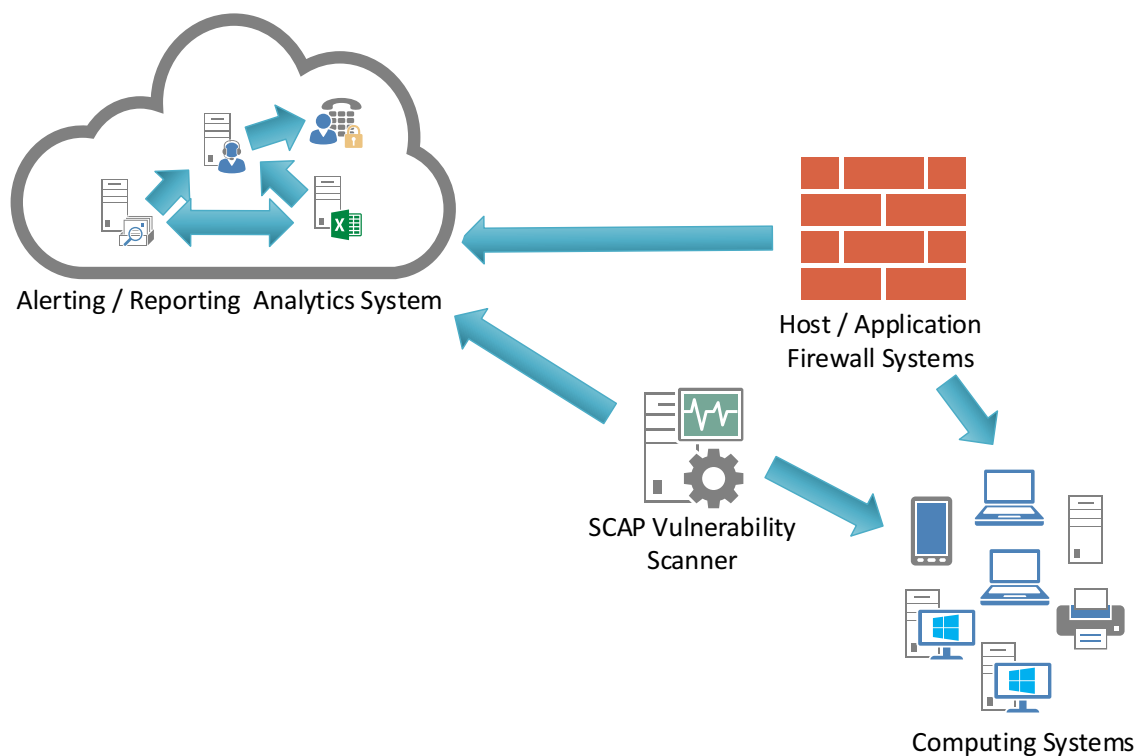 Alerting / Reporting  Analytics System
Host / Application
Firewall Systems
SCAP Vulnerability
Scanner
X
Computing Systems